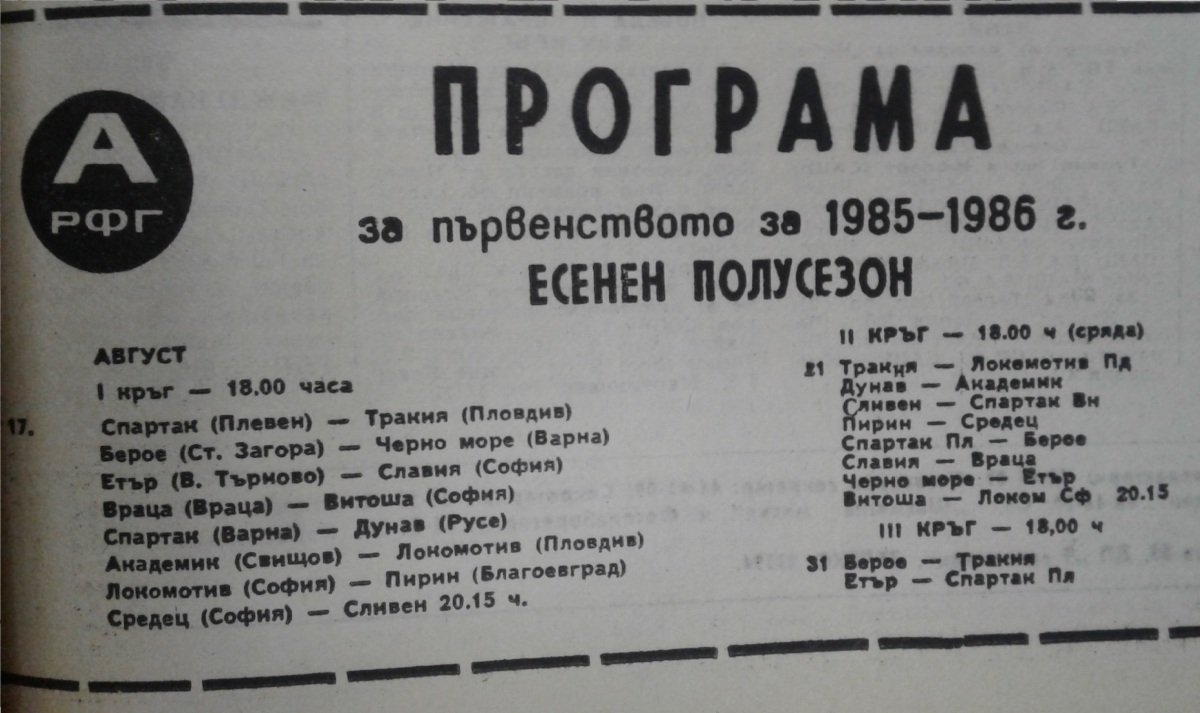 А
РФГ
ПРОГРАМА
за първенството за 1985–1986 г.
ЕСЕНЕН ПОЛУСЕЗОН
АВГУСТ
I кръг — 18.00 часа
17. Спартак (Плевен) — Тракия (Пловдив)
Берое (Ст. Загора) — Черно море (Варна)
Етър (В. Търново) — Славия (София)
Враца (Враца) — Витоша (София)
Спартак (Варна) — Дунав (Русе)
Академик (Свищов) — Локомотив (Пловдив)
Локомотив (София) — Пирин (Благоевград)
Средец (София) — Сливен 20.15 ч.
II КРЪГ — 18.00 ч (сряда)
21 Тракия — Локомотив Пд
Дунав — Академик
Сливен — Спартак Вн
Пирин — Средец
Спартак Пл — Берое
Славия — Враца
Черно море — Етър
Витоша — Локом Сф 20.15
III КРЪГ — 18,00 ч
31 Берое — Тракия
Етър — Спартак Пл